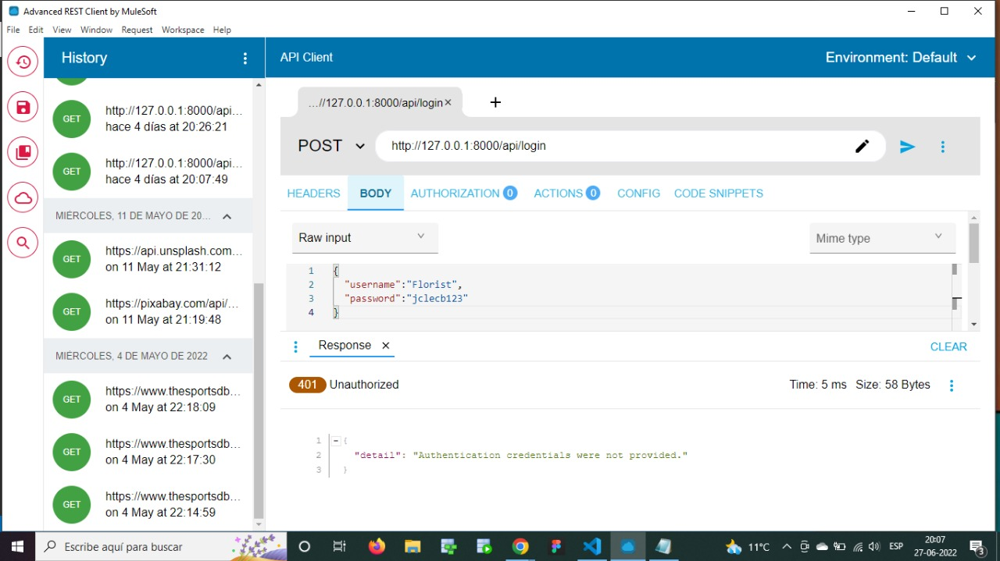 Advanced REST Client by MuleSoft
File Edit View Window Request Workspace Help
History
API Client
Environment: Default
GET
http://127.0.0.1:8000/api...
hace 4 días at 20:26:21
GET
http://127.0.0.1:8000/api...
hace 4 días at 20:07:49
MIÉRCOLES, 11 DE MAYO DE 20...
GET
https://api.unsplash.com...
on 11 May at 21:31:12
GET
https://pixabay.com/api/...
on 11 May at 21:19:48
MIÉRCOLES, 4 DE MAYO DE 2022
GET
https://www.thesportsdb...
on 4 May at 22:18:09
GET
https://www.thesportsdb...
on 4 May at 22:17:30
GET
https://www.thesportsdb...
on 4 May at 22:14:59
...//127.0.0.1:8000/api/login
POST http://127.0.0.1:8000/api/login
HEADERS BODY AUTHORIZATION 0 ACTIONS 0 CONFIG CODE SNIPPETS
Raw input Mime type
1 {
2 "username":"Florist",
3 "password":"jclecb123"
4 }
Response CLEAR
401 Unauthorized Time: 5 ms Size: 58 Bytes
1 {
2 "detail": "Authentication credentials were not provided."
3 }
Escribe aquí para buscar
11°C
ESP
20:07
27-06-2022
3